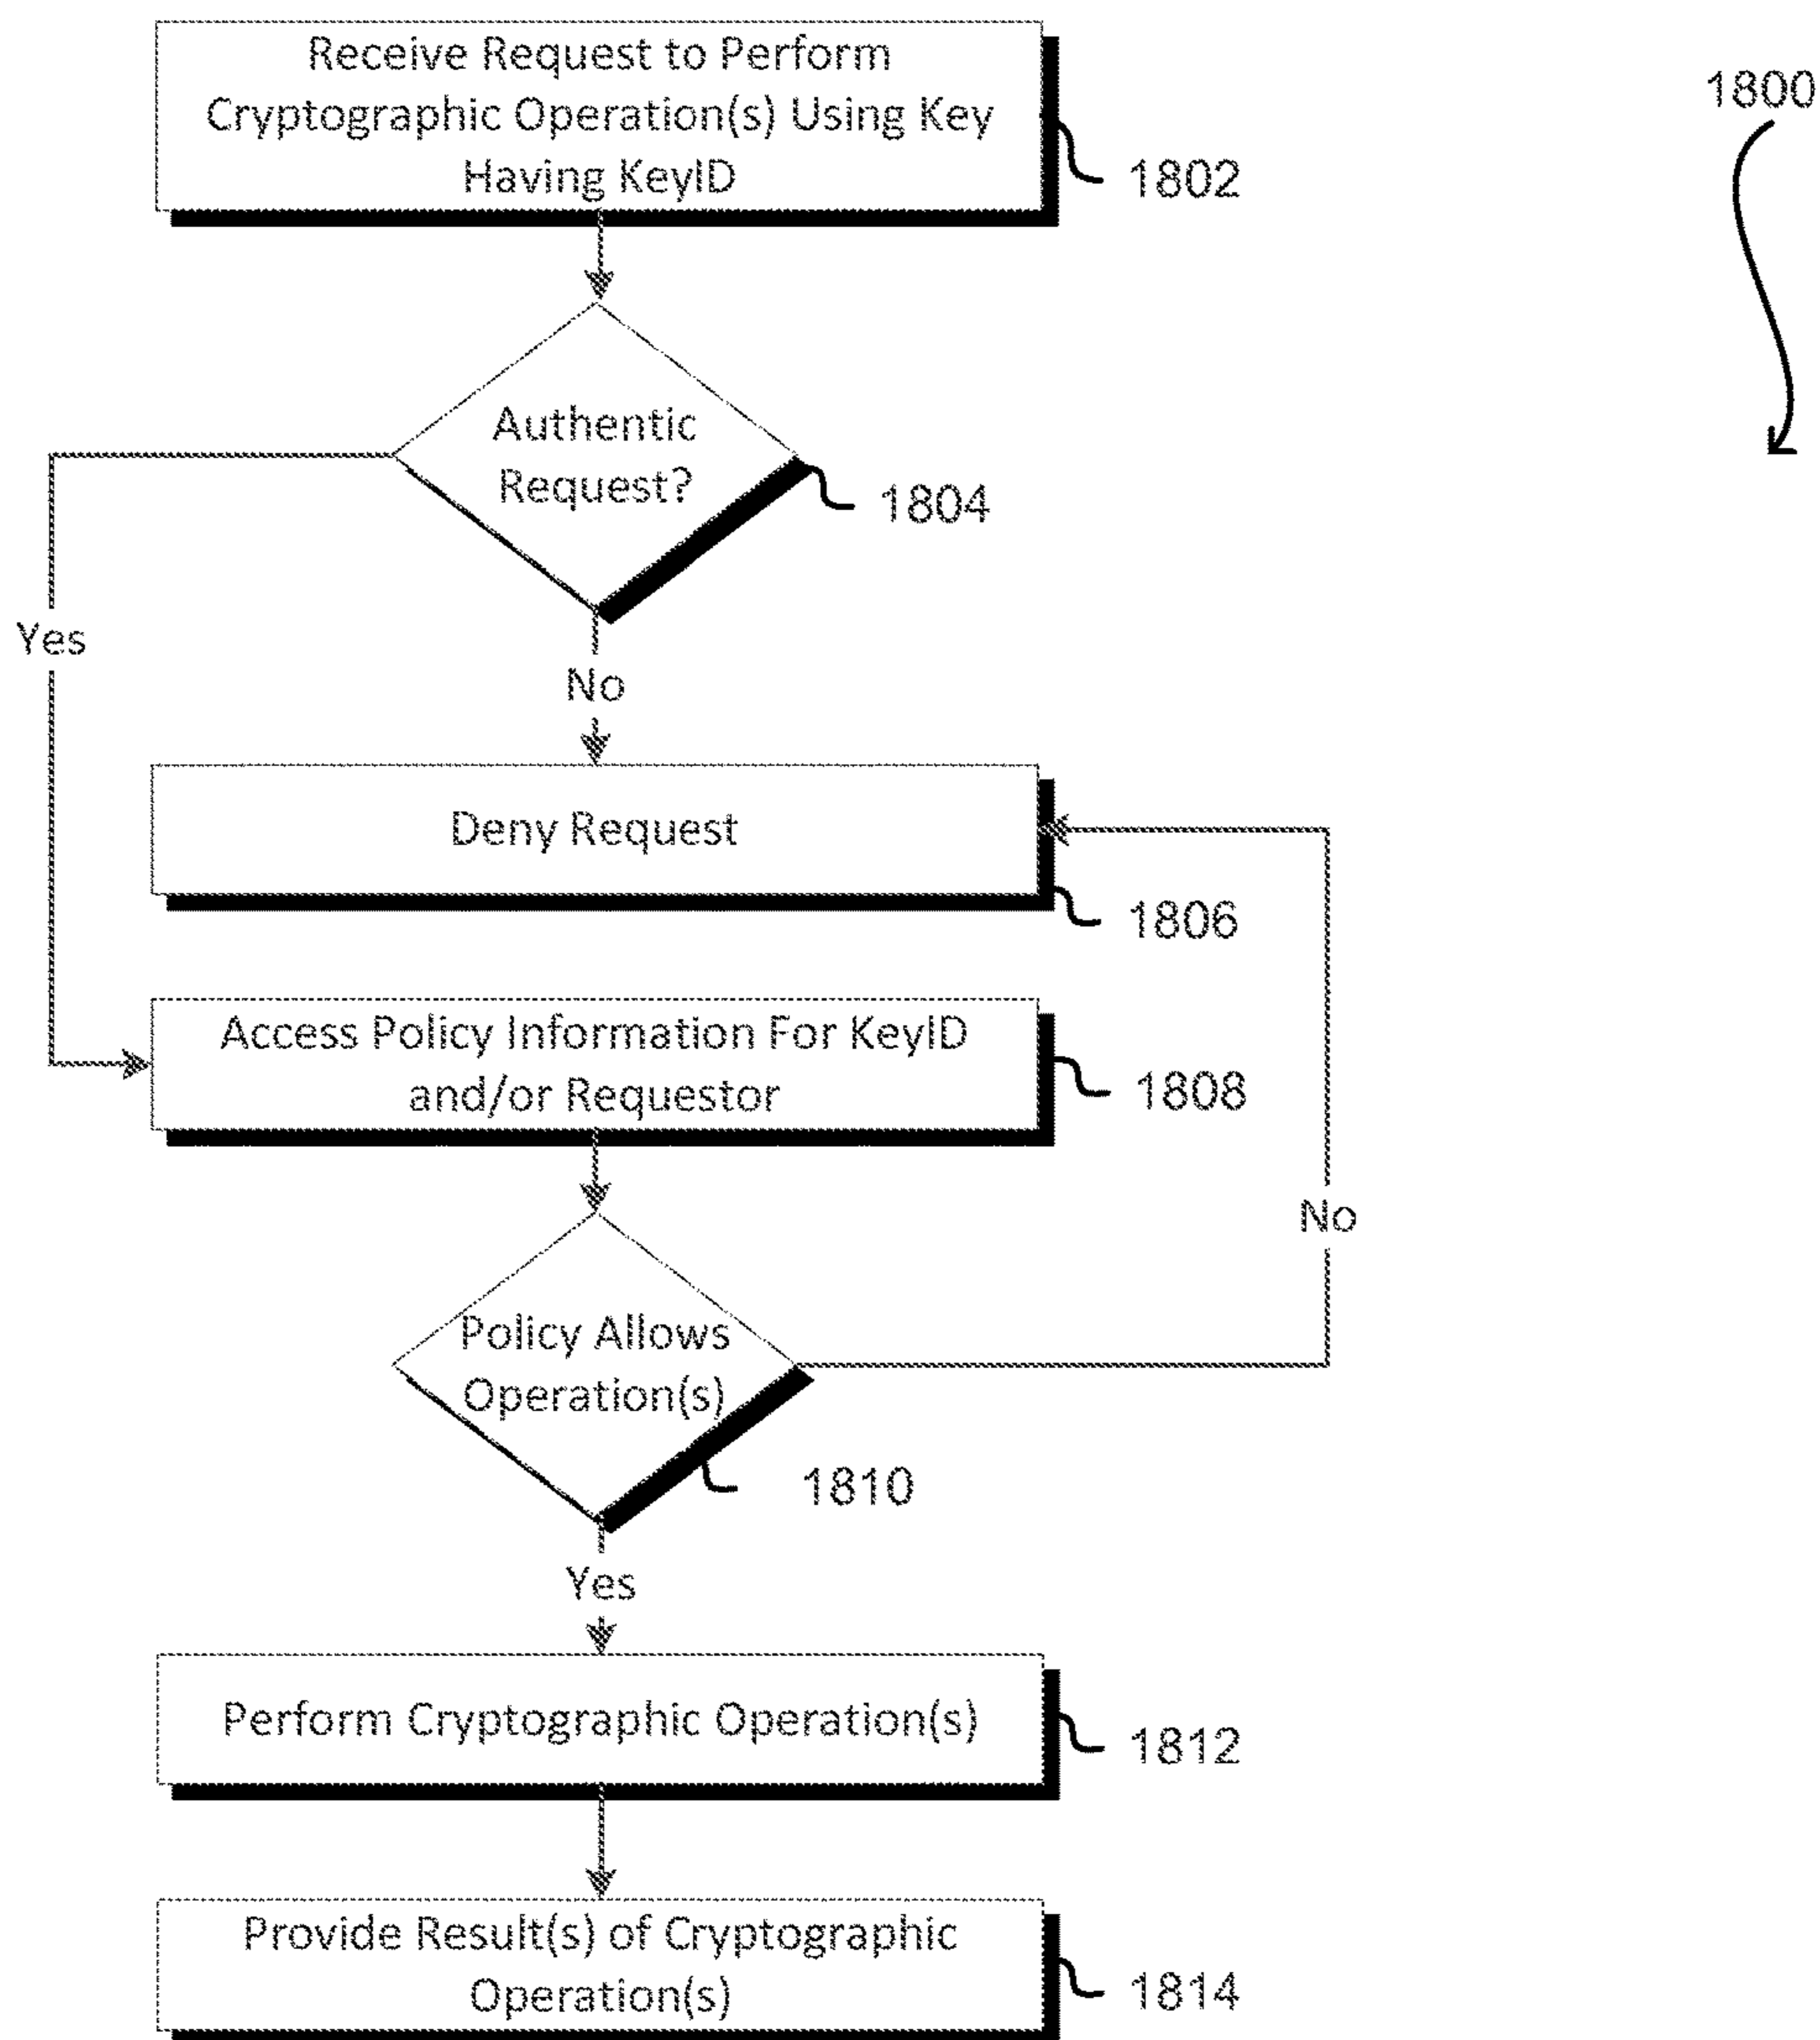 Receive Request to Perform
Cryptographic Operation(s) Using Key
Having KeyID
1800
1802
Authentic
Request?
1804
Yes
No
Deny Request
1806
Access Policy Information For KeyID
and/or Requestor
1808
No
Policy Allows
Operation(s)
1810
Yes
Perform Cryptographic Operation(s)
1812
Provide Result(s) of Cryptographic
Operation(s)
1814